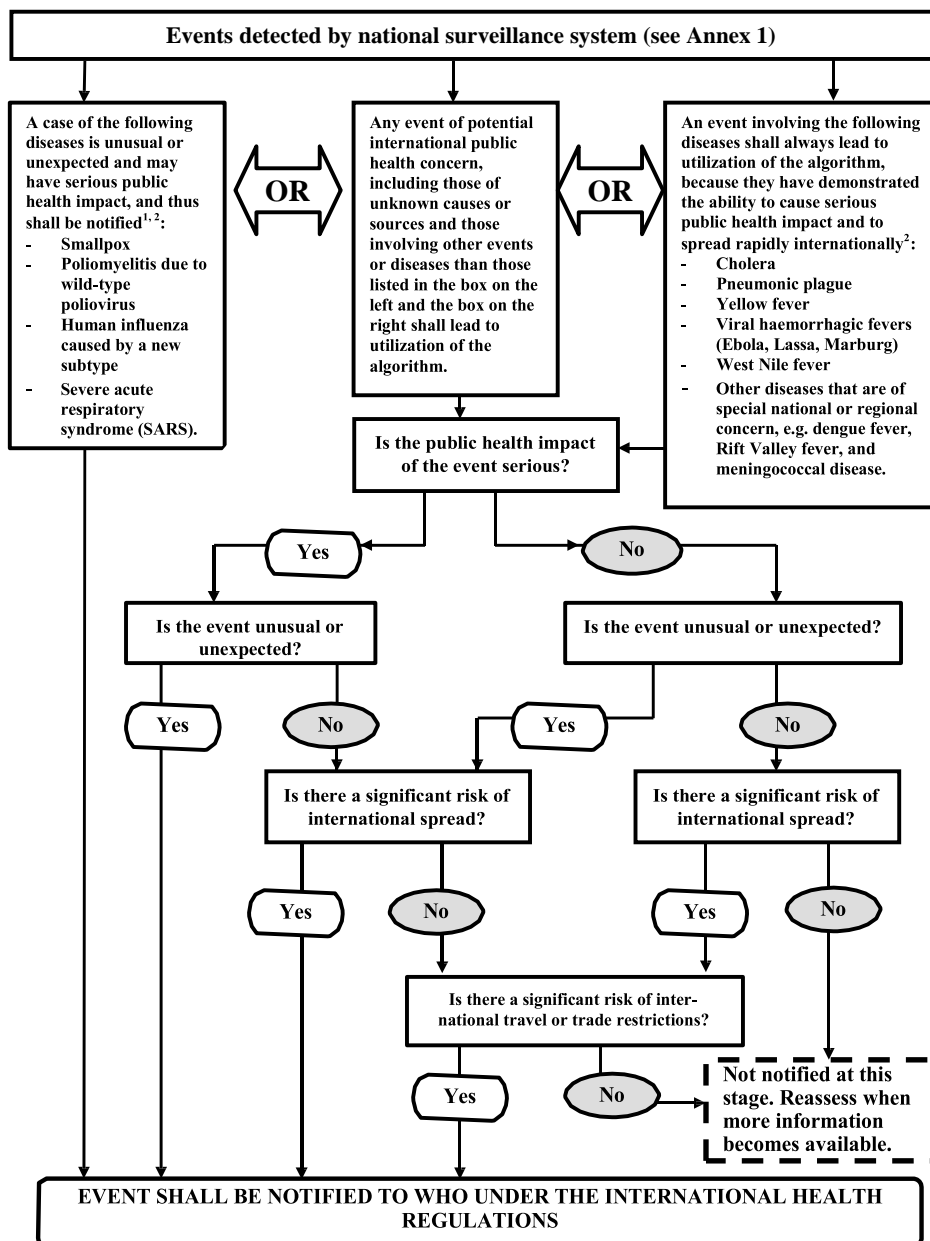 Events detected by national surveillance system (see Annex 1)
A case of the following
diseases is unusual or
unexpected and may
have serious public
health impact, and thus
shall be notified1, 2:
- Smallpox
- Poliomyelitis due to
wild-type
poliovirus
- Human influenza
caused by a new
subtype
- Severe acute
respiratory
syndrome (SARS).
OR
Any event of potential
international public
health concern,
including those of
unknown causes or
sources and those
involving other events
or diseases than those
listed in the box on the
left and the box on the
right shall lead to
utilization of the
algorithm.
OR
An event involving the following
diseases shall always lead to
utilization of the algorithm,
because they have demonstrated
the ability to cause serious
public health impact and to
spread rapidly internationally2:
- Cholera
- Pneumonic plague
- Yellow fever
- Viral haemorrhagic fevers
(Ebola, Lassa, Marburg)
- West Nile fever
- Other diseases that are of
special national or regional
concern, e.g. dengue fever,
Rift Valley fever, and
meningococcal disease.
Is the public health impact
of the event serious?
Yes
No
Is the event unusual or
unexpected?
Is the event unusual or unexpected?
Yes
No
Yes
No
Is there a significant risk of
international spread?
Is there a significant risk of
international spread?
Yes
No
Yes
No
Is there a significant risk of inter-
national travel or trade restrictions?
Yes
No
Not notified at this
stage. Reassess when
more information
becomes available.
EVENT SHALL BE NOTIFIED TO WHO UNDER THE INTERNATIONAL HEALTH
REGULATIONS